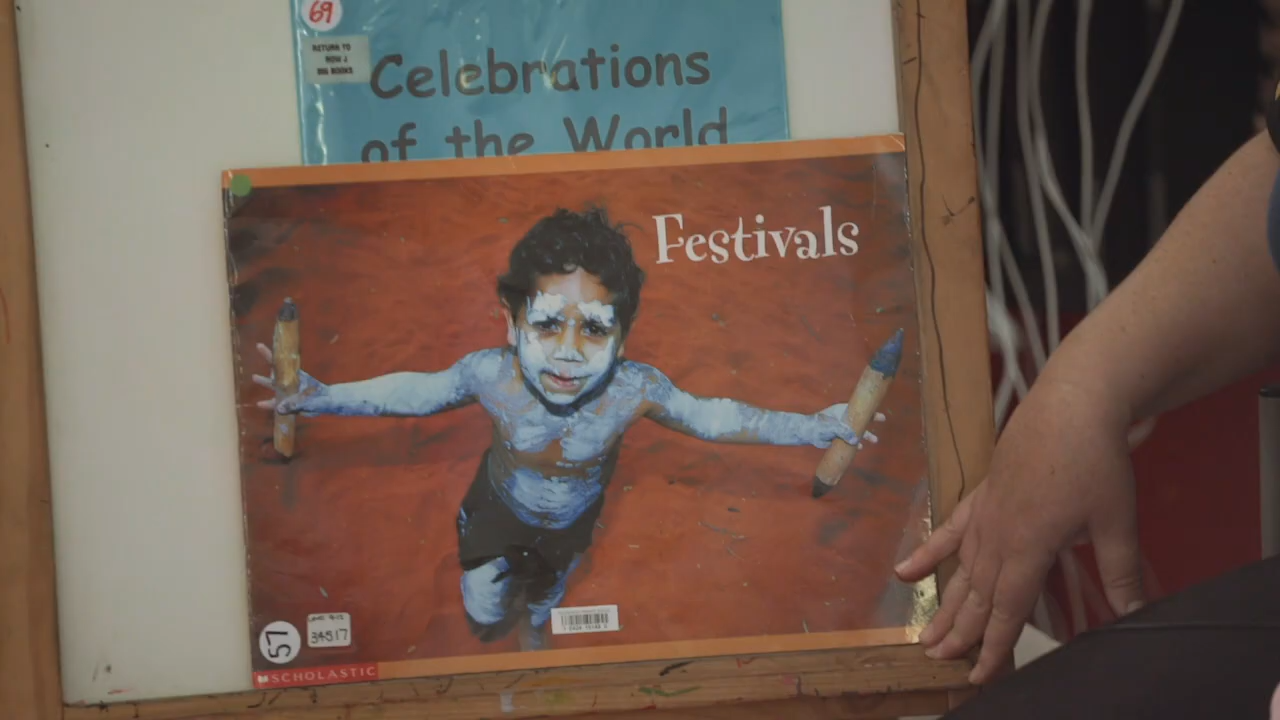 69
RETURN TO
ROW J
BIG BOOKS
Celebrations
of the World
Festivals
57
34517
SCHOLASTIC